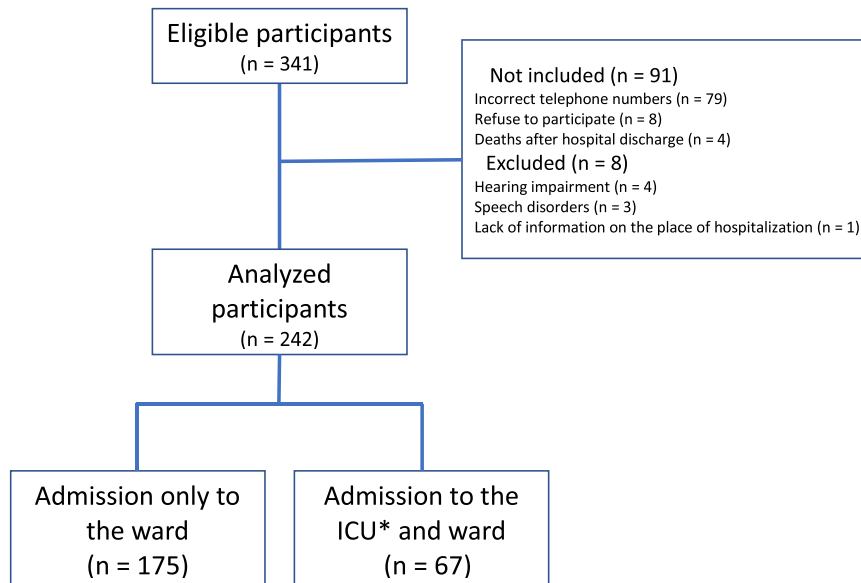 Eligible participants
(n = 341)
Not included (n = 91)
Incorrect telephone numbers (n = 79)
Refuse to participate (n = 8)
Deaths after hospital discharge (n = 4)
Excluded (n = 8)
Hearing impairment (n = 4)
Speech disorders (n = 3)
Lack of information on the place of hospitalization (n = 1)
Analyzed
participants
(n = 242)
Admission only to
the ward
(n = 175)
Admission to the
ICU* and ward
(n = 67)